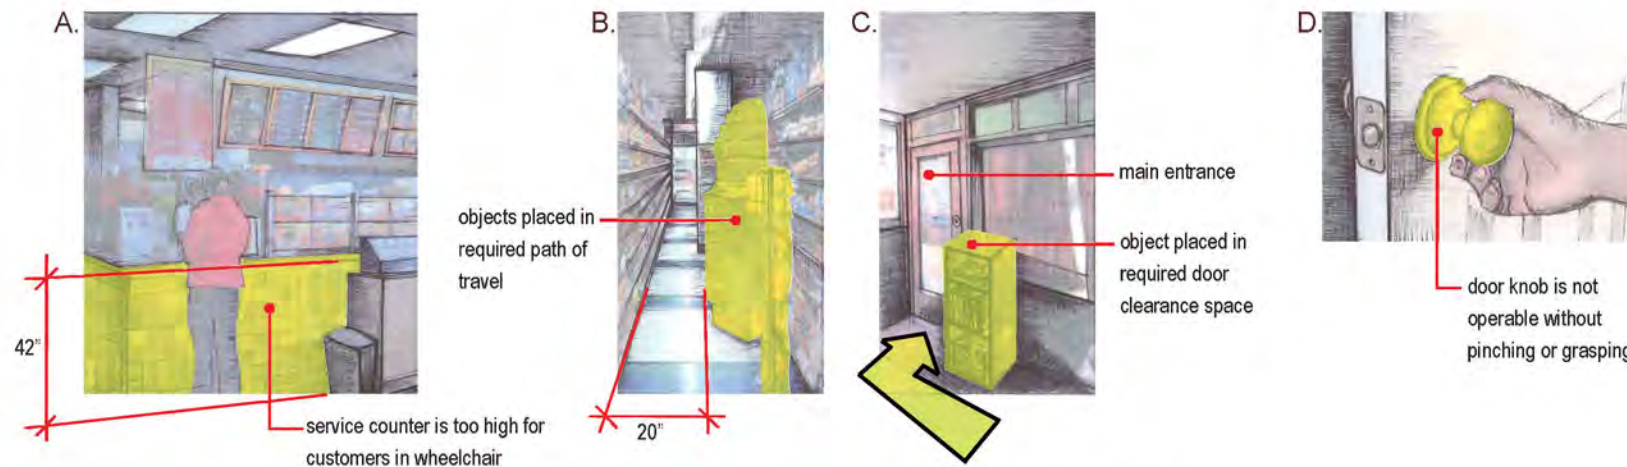 A.
42"
service counter is too high for
customers in wheelchair
B.
objects placed in
required path of
travel
20"
C.
main entrance
object placed in
required door
clearance space
D.
door knob is not
operable without
pinching or grasping